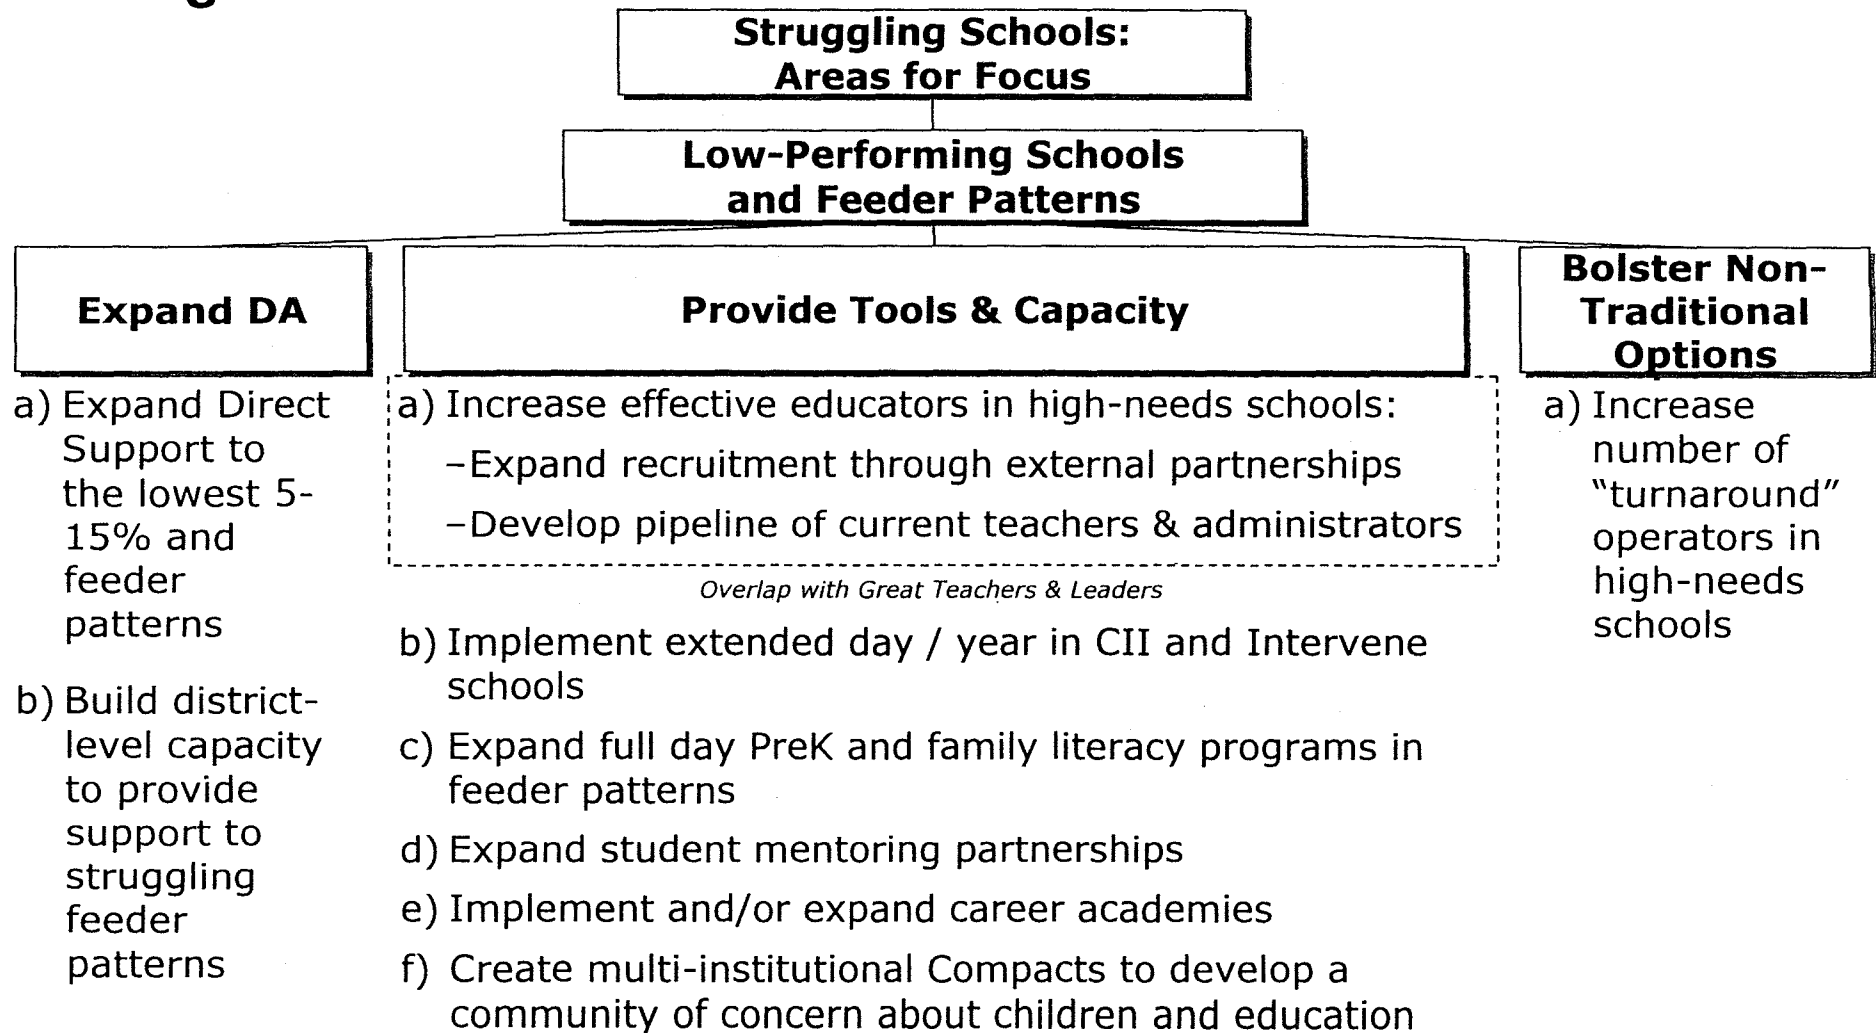 Struggling Schools:
Areas for Focus
Low-Performing Schools
and Feeder Patterns
Expand DA
a) Expand Direct
Support to
the lowest 5-
15% and
feeder
patterns
b) Build district-
level capacity
to provide
support to
struggling
feeder
patterns
Provide Tools & Capacity
a) Increase effective educators in high-needs schools:
–Expand recruitment through external partnerships
–Develop pipeline of current teachers & administrators
Overlap with Great Teachers & Leaders
b) Implement extended day / year in CII and Intervene
schools
c) Expand full day PreK and family literacy programs in
feeder patterns
d) Expand student mentoring partnerships
e) Implement and/or expand career academies
f) Create multi-institutional Compacts to develop a
community of concern about children and education
Bolster Non-
Traditional
Options
a) Increase
number of
“turnaround”
operators in
high-needs
schools